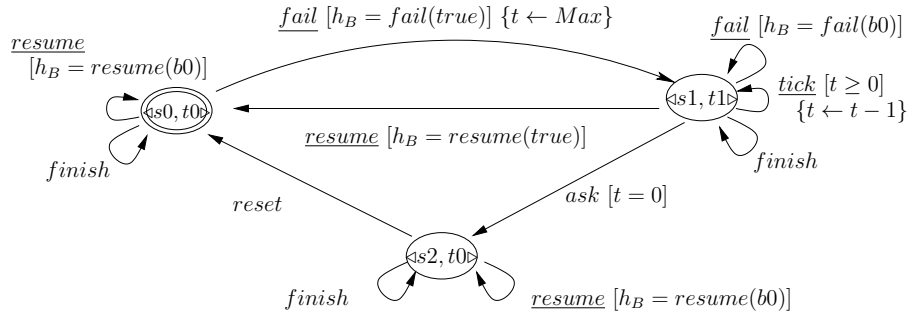 fail [h_B = fail(true)] {t ← Max}
resume
[h_B = resume(b0)]
fail [h_B = fail(b0)]
tick [t ≥ 0]
{t ← t − 1}
◁s0, t0▷
◁s1, t1▷
resume [h_B = resume(true)]
finish
finish
reset
ask [t = 0]
◁s2, t0▷
finish
resume [h_B = resume(b0)]